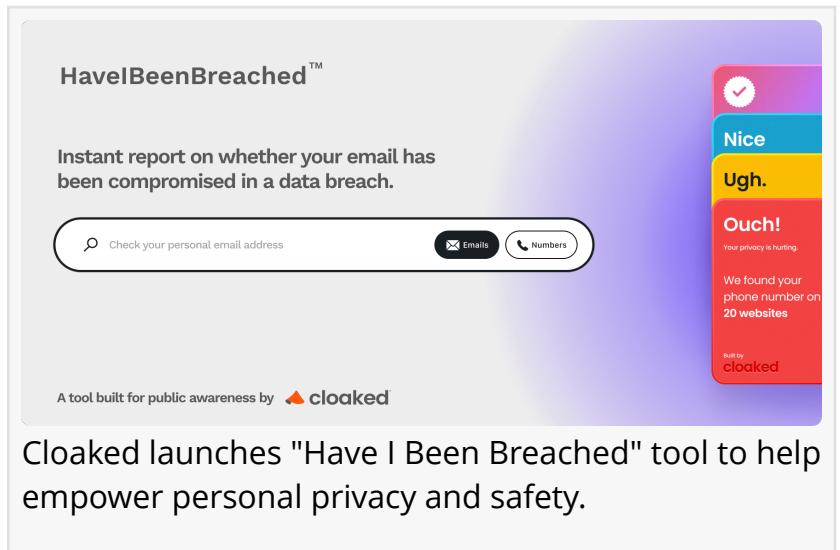 HaveIBeenBreached™
Instant report on whether your email has
been compromised in a data breach.
Check your personal email address
Emails
Numbers
A tool built for public awareness by cloaked
Nice
Ugh.
Ouch!
Your privacy is hurting.
We found your
phone number on
20 websites
Built by
cloaked
Cloaked launches "Have I Been Breached" tool to help
empower personal privacy and safety.